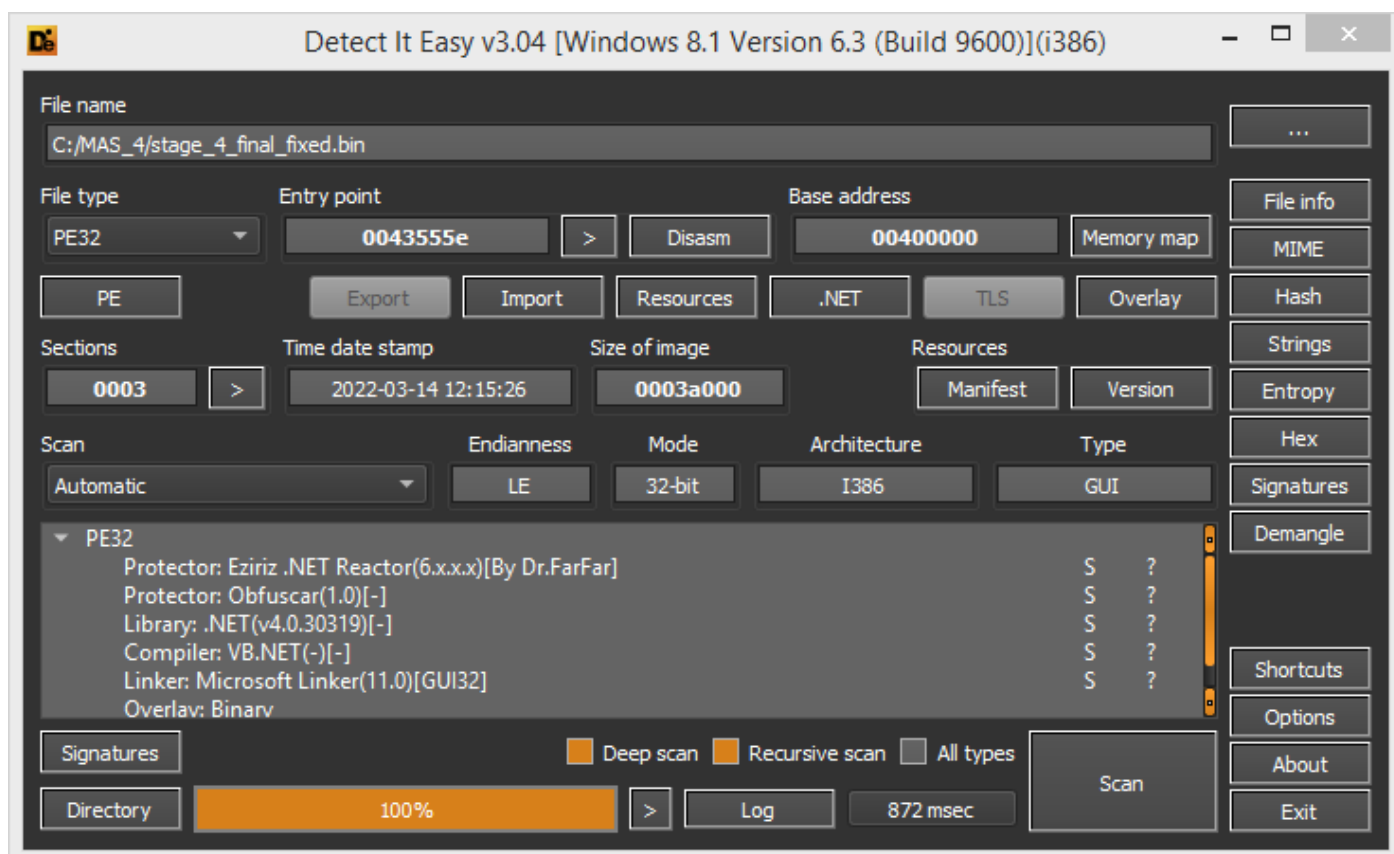 Detect It Easy v3.04 [Windows 8.1 Version 6.3 (Build 9600)](i386)
File name
C:/MAS_4/stage_4_final_fixed.bin
...
File type Entry point Base address
File info
PE32 0043555e > Disasm 00400000 Memory map
MIME
PE Export Import Resources .NET TLS Overlay
Hash
Sections Time date stamp Size of image Resources
Strings
0003 > 2022-03-14 12:15:26 0003a000 Manifest Version
Entropy
Scan Endianness Mode Architecture Type
Hex
Automatic LE 32-bit I386 GUI
Signatures
PE32
Demangle
Protector: Eziriz .NET Reactor(6.x.x.x)[By Dr.FarFar] S ?
Protector: Obfuscar(1.0)[-] S ?
Library: .NET(v4.0.30319)[-] S ?
Compiler: VB.NET(-)[-] S ?
Linker: Microsoft Linker(11.0)[GUI32] S ?
Overlay: Binary
Shortcuts
Options
Signatures Deep scan Recursive scan All types
Scan
About
Directory 100% > Log 872 msec
Exit